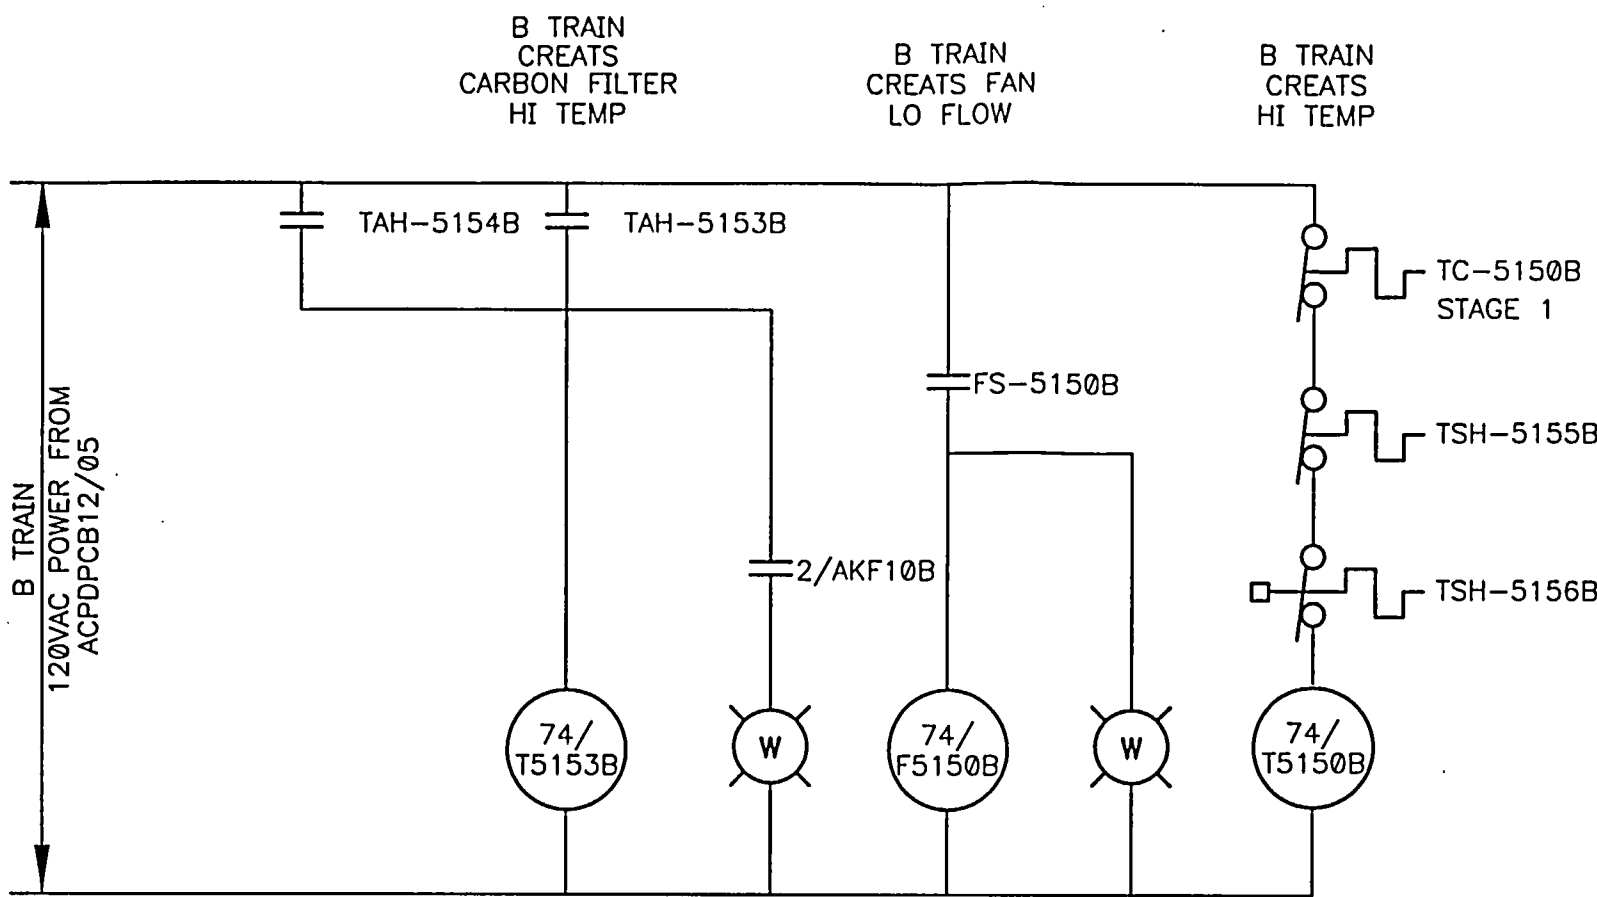 B TRAIN
CREATS
CARBON FILTER
HI TEMP
B TRAIN
CREATS FAN
LO FLOW
B TRAIN
CREATS
HI TEMP
TAH-5154B
TAH-5153B
TC-5150B
STAGE 1
FS-5150B
TSH-5155B
B TRAIN
120VAC POWER FROM
ACPDPCB12/05
2/AKF10B
TSH-5156B
74/
T5153B
W
74/
F5150B
W
74/
T5150B